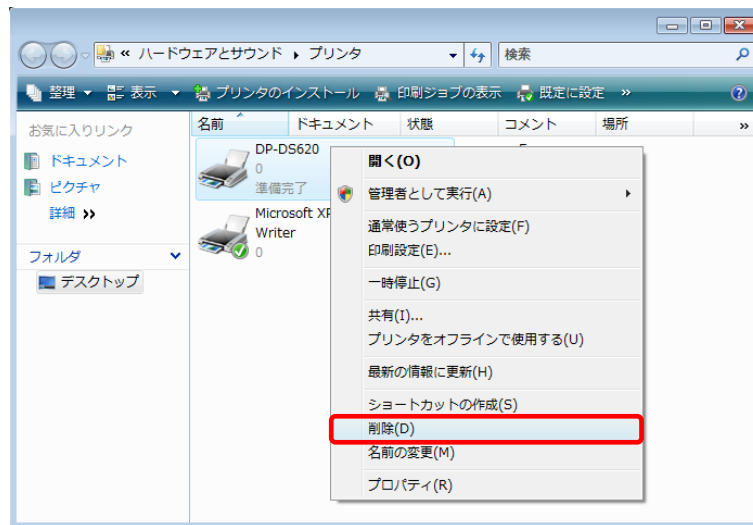 « ハードウェアとサウンド ▸ プリンタ
検索
整理 表示 プリンタのインストール 印刷ジョブの表示 既定に設定 »
お気に入りリンク
ドキュメント
ピクチャ
詳細 »
フォルダ
デスクトップ
名前 ドキュメント 状態 コメント 場所 »
DP-DS620
0
準備完了
Microsoft XP
Writer
0
開く(O)
管理者として実行(A)
通常使うプリンタに設定(F)
印刷設定(E)...
一時停止(G)
共有(I)...
プリンタをオフラインで使用する(U)
最新の情報に更新(H)
ショートカットの作成(S)
削除(D)
名前の変更(M)
プロパティ(R)